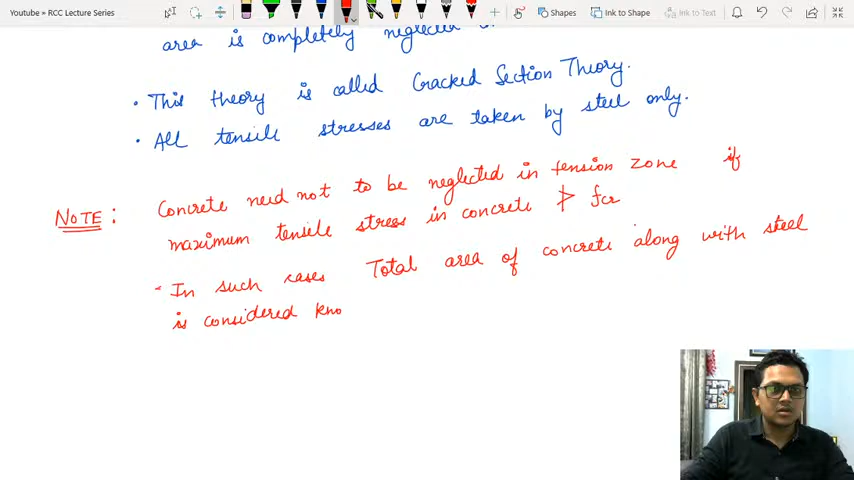 Youtube » RCC Lecture Series
Shapes
Ink to Shape
Ink to Text
area is completely neglected
• This theory is called Cracked Section Theory.
• All tensile stresses are taken by steel only.
NOTE: Concrete need not to be neglected in tension zone if
maximum tensile stress in concrete ≯ fcr
- In such cases Total area of concrete along with steel
is considered kno